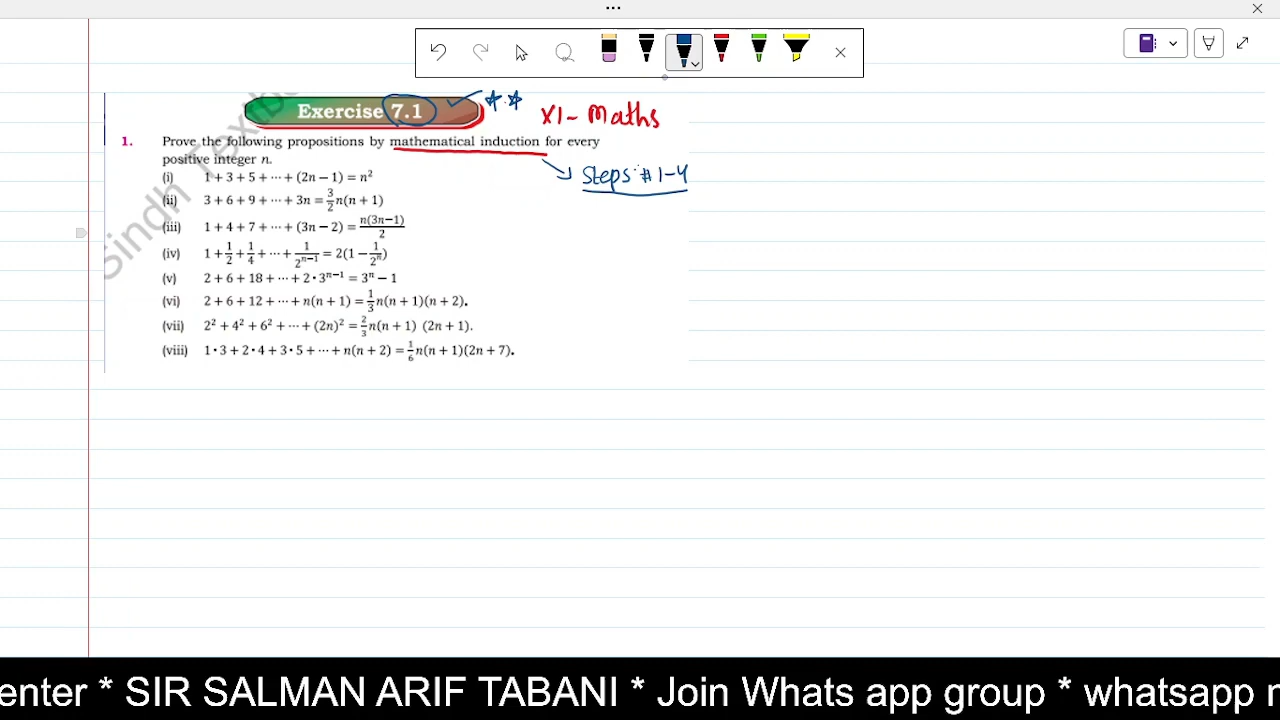 Exercise 7.1
XI- Maths
1. Prove the following propositions by mathematical induction for every
positive integer n.
Steps # 1-4
(i) 1 + 3 + 5 + ⋯ + (2n − 1) = n²
(ii) 3 + 6 + 9 + ⋯ + 3n = 3/2 n(n + 1)
(iii) 1 + 4 + 7 + ⋯ + (3n − 2) = n(3n−1)/2
(iv) 1 + 1/2 + 1/4 + ⋯ + 1/2ⁿ⁻¹ = 2(1 − 1/2ⁿ)
(v) 2 + 6 + 18 + ⋯ + 2 • 3ⁿ⁻¹ = 3ⁿ − 1
(vi) 2 + 6 + 12 + ⋯ + n(n + 1) = 1/3 n(n + 1)(n + 2).
(vii) 2² + 4² + 6² + ⋯ + (2n)² = 2/3 n(n + 1) (2n + 1).
(viii) 1 • 3 + 2 • 4 + 3 • 5 + ⋯ + n(n + 2) = 1/6 n(n + 1)(2n + 7).
Sindh
enter * SIR SALMAN ARIF TABANI * Join Whats app group * whatsapp